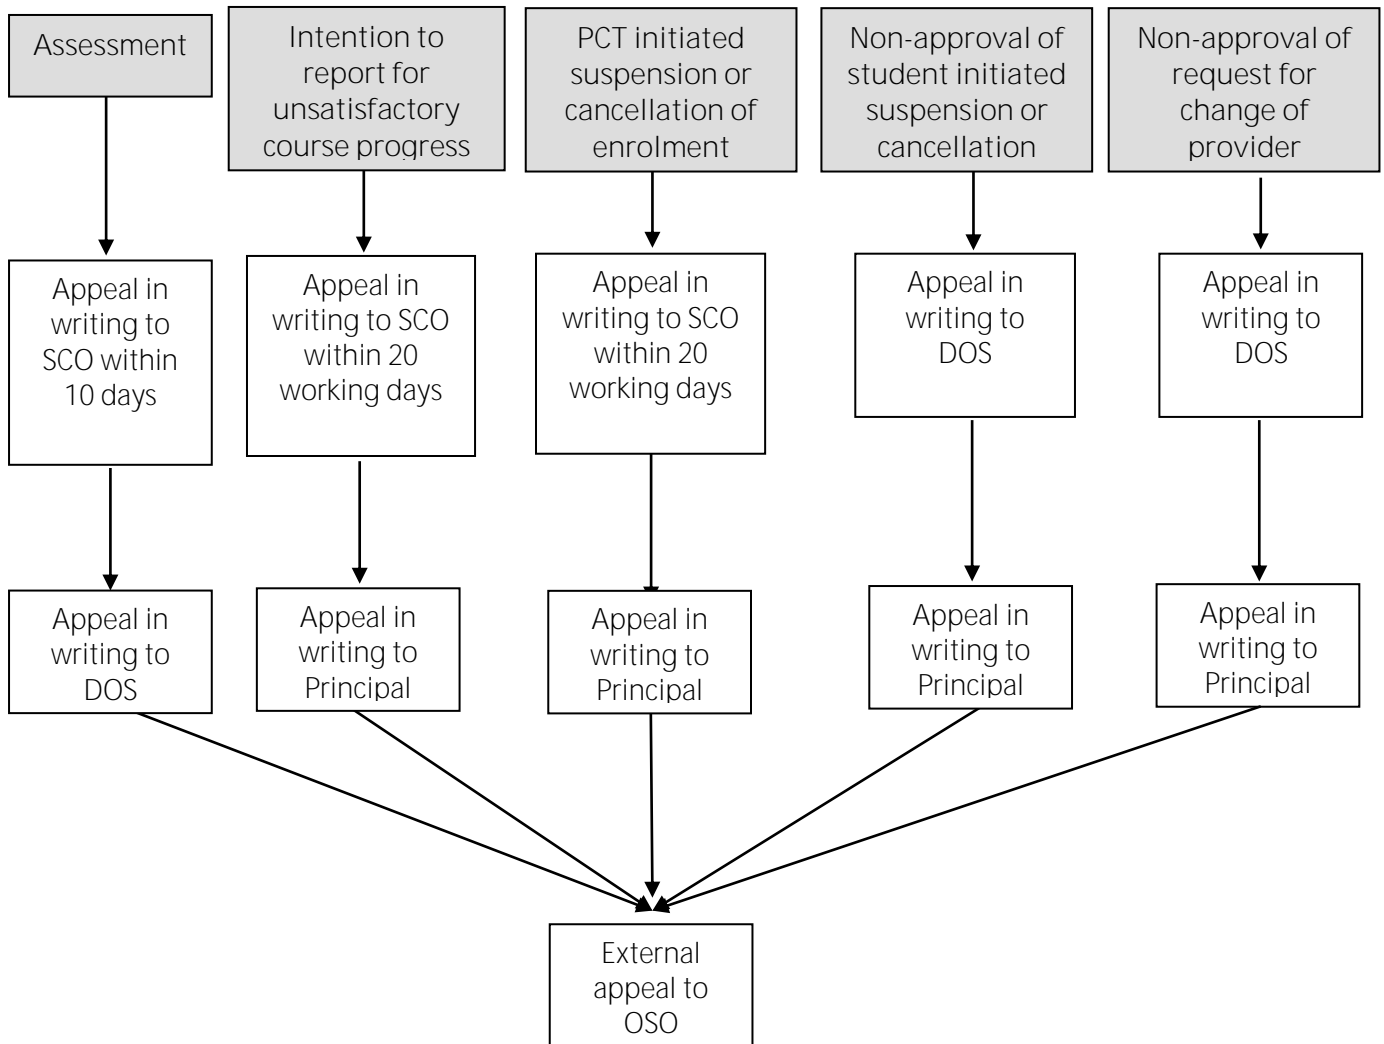 Assessment
Intention to
report for
unsatisfactory
course progress
PCT initiated
suspension or
cancellation of
enrolment
Non-approval of
student initiated
suspension or
cancellation
Non-approval of
request for
change of
provider
Appeal in
writing to
SCO within
10 days
Appeal in
writing to SCO
within 20
working days
Appeal in
writing to SCO
within 20
working days
Appeal in
writing to
DOS
Appeal in
writing to
DOS
Appeal in
writing to
DOS
Appeal in
writing to
Principal
Appeal in
writing to
Principal
Appeal in
writing to
Principal
Appeal in
writing to
Principal
External
appeal to
OSO